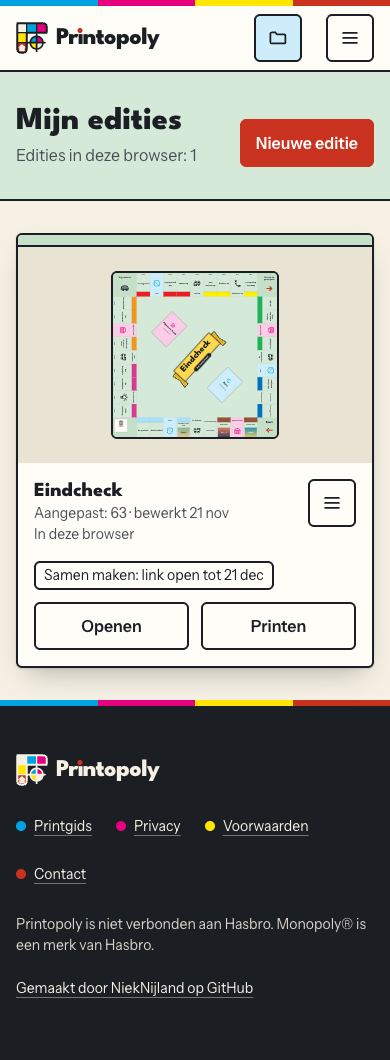 Printopoly
Mijn edities
Edities in deze browser: 1
Nieuwe editie
Eindcheck
Eindcheck
Aangepast: 63 · bewerkt 21 nov
In deze browser
Samen maken: link open tot 21 dec
Openen
Printen
Printopoly
Printgids
Privacy
Voorwaarden
Contact
Printopoly is niet verbonden aan Hasbro. Monopoly® is
een merk van Hasbro.
Gemaakt door NiekNijland op GitHub